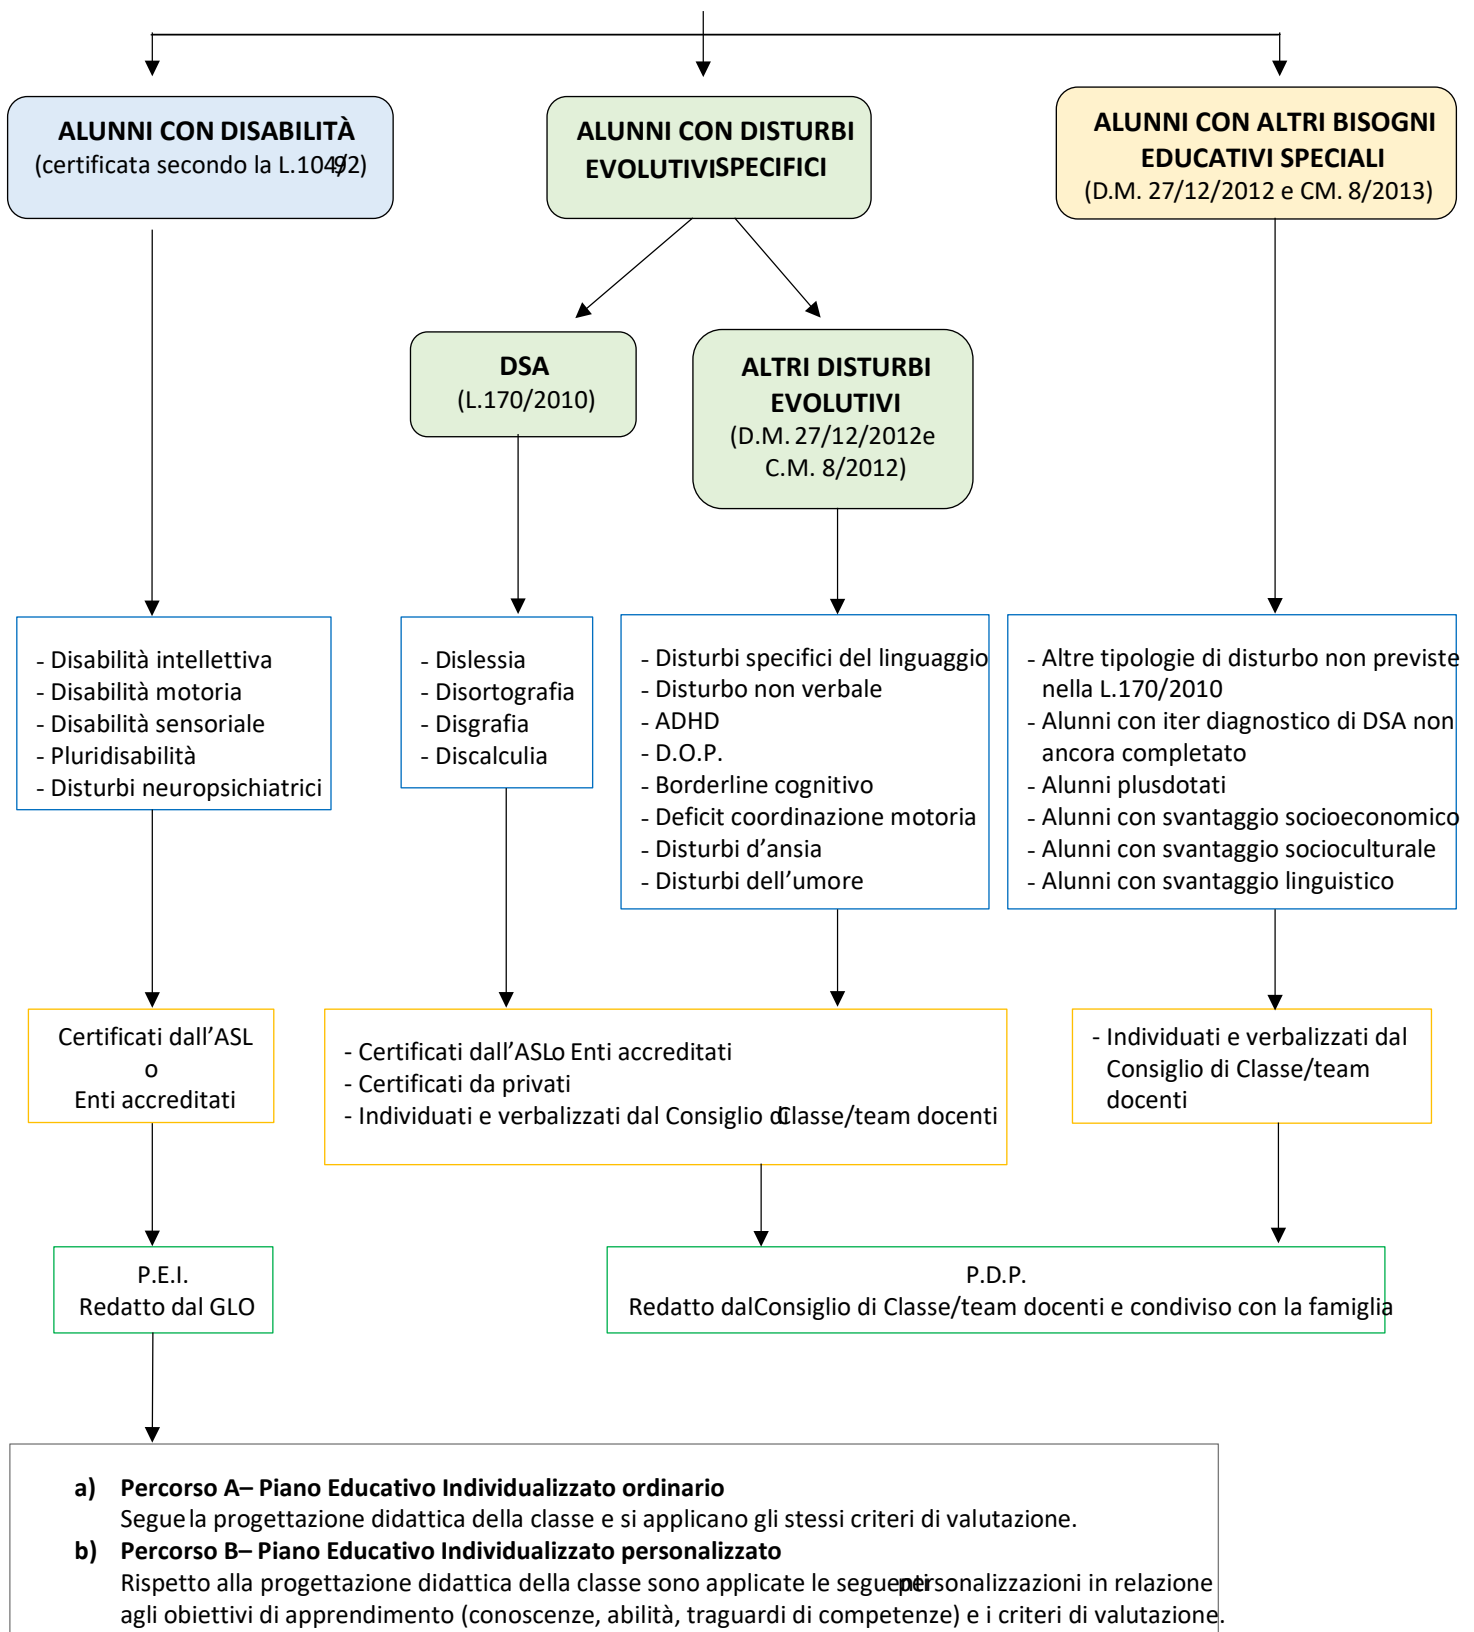 ALUNNI CON DISABILITÀ
(certificata secondo la L.104/92)
ALUNNI CON DISTURBI
EVOLUTIVI SPECIFICI
ALUNNI CON ALTRI BISOGNI
EDUCATIVI SPECIALI
(D.M. 27/12/2012 e CM. 8/2013)
DSA
(L.170/2010)
ALTRI DISTURBI
EVOLUTIVI
(D.M. 27/12/2012e
C.M. 8/2012)
- Disabilità intellettiva
- Disabilità motoria
- Disabilità sensoriale
- Pluridisabilità
- Disturbi neuropsichiatrici
- Dislessia
- Disortografia
- Disgrafia
- Discalculia
- Disturbi specifici del linguaggio
- Disturbo non verbale
- ADHD
- D.O.P.
- Borderline cognitivo
- Deficit coordinazione motoria
- Disturbi d’ansia
- Disturbi dell’umore
- Altre tipologie di disturbo non previste
nella L.170/2010
- Alunni con iter diagnostico di DSA non
ancora completato
- Alunni plusdotati
- Alunni con svantaggio socioeconomico
- Alunni con svantaggio socioculturale
- Alunni con svantaggio linguistico
Certificati dall’ASL
o
Enti accreditati
- Certificati dall’ASL o Enti accreditati
- Certificati da privati
- Individuati e verbalizzati dal Consiglio di Classe/team docenti
- Individuati e verbalizzati dal
Consiglio di Classe/team
docenti
P.E.I.
Redatto dal GLO
P.D.P.
Redatto dal Consiglio di Classe/team docenti e condiviso con la famiglia
a) Percorso A– Piano Educativo Individualizzato ordinario
Segue la progettazione didattica della classe e si applicano gli stessi criteri di valutazione.
b) Percorso B– Piano Educativo Individualizzato personalizzato
Rispetto alla progettazione didattica della classe sono applicate le seguenti personalizzazioni in relazione
agli obiettivi di apprendimento (conoscenze, abilità, traguardi di competenze) e i criteri di valutazione.